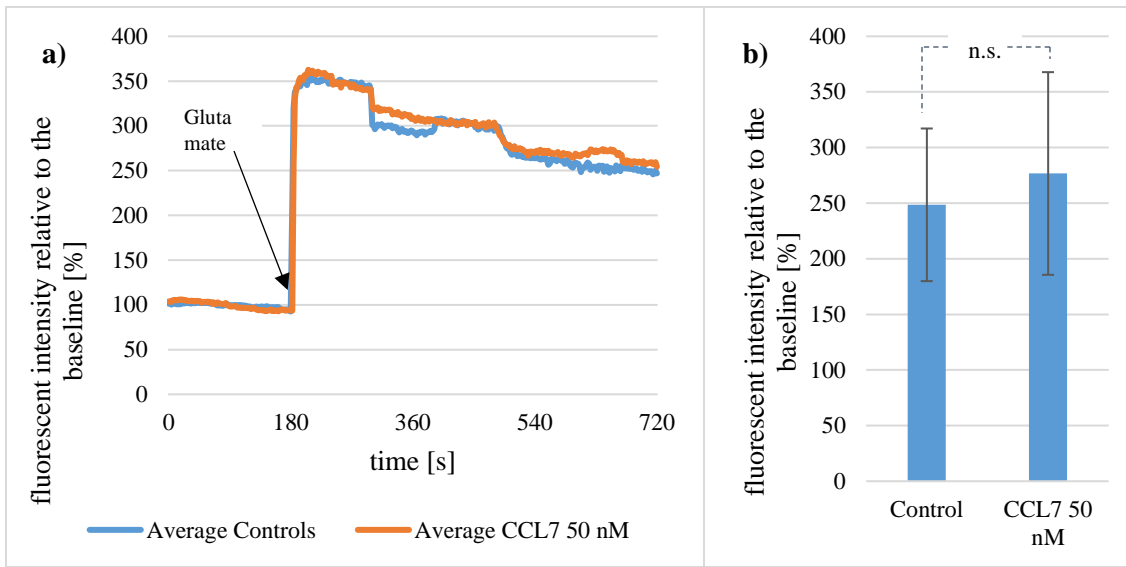 a)
fluorescent intensity relative to the
baseline [%]
400
350
300
250
200
150
100
50
0
Gluta
mate
0 180 360 540 720
time [s]
Average Controls Average CCL7 50 nM
b)
fluorescent intensity relative to the
baseline [%]
400
350
300
250
200
150
100
50
0
n.s.
Control CCL7 50
nM